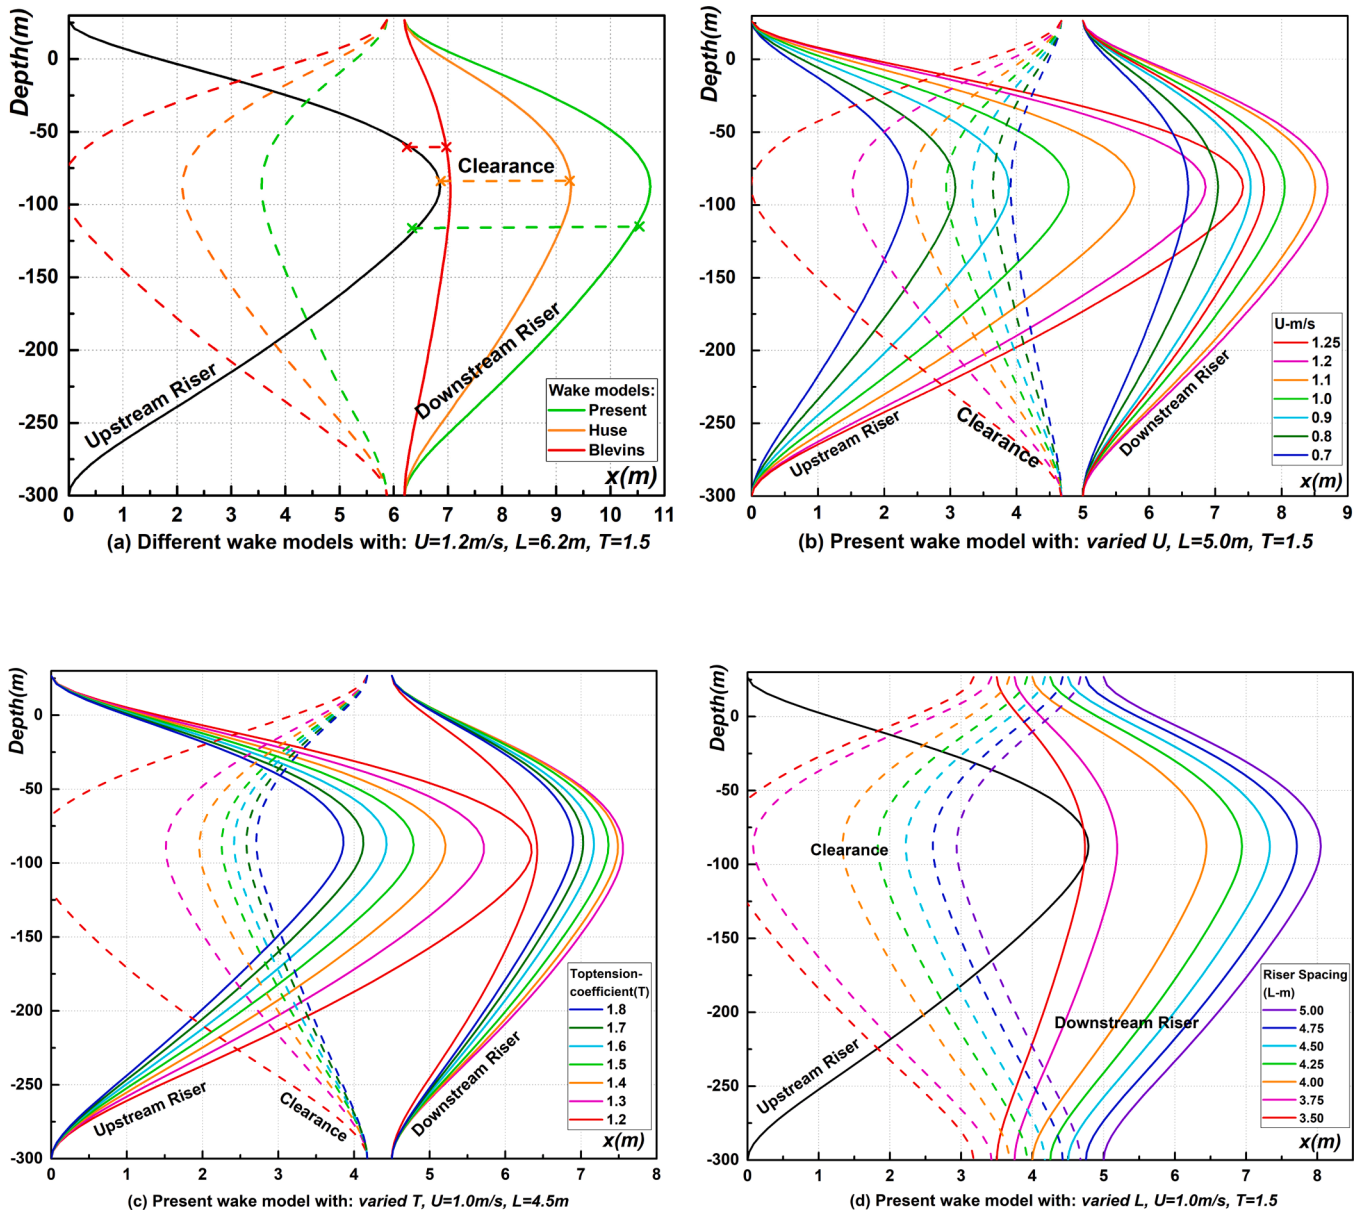 Depth(m)
0
-50
-100
-150
-200
-250
-300
Clearance
Upstream Riser
Downstream Riser
Wake models:
Present
Huse
Blevins
x(m)
0 1 2 3 4 5 6 7 8 9 10 11
(a) Different wake models with: U=1.2m/s, L=6.2m, T=1.5
Depth(m)
0
-50
-100
-150
-200
-250
-300
Upstream Riser
Clearance
Downstream Riser
U-m/s
1.25
1.2
1.1
1.0
0.9
0.8
0.7
x(m)
0 1 2 3 4 5 6 7 8 9
(b) Present wake model with: varied U, L=5.0m, T=1.5
Depth(m)
0
-50
-100
-150
-200
-250
-300
Upstream Riser
Clearance
Downstream Riser
Toptension-
coefficient(T)
1.8
1.7
1.6
1.5
1.4
1.3
1.2
x(m)
0 1 2 3 4 5 6 7 8
(c) Present wake model with: varied T, U=1.0m/s, L=4.5m
Depth(m)
0
-50
-100
-150
-200
-250
-300
Clearance
Upstream Riser
Downstream Riser
Riser Spacing
(L-m)
5.00
4.75
4.50
4.25
4.00
3.75
3.50
x(m)
0 1 2 3 4 5 6 7 8
(d) Present wake model with: varied L, U=1.0m/s, T=1.5